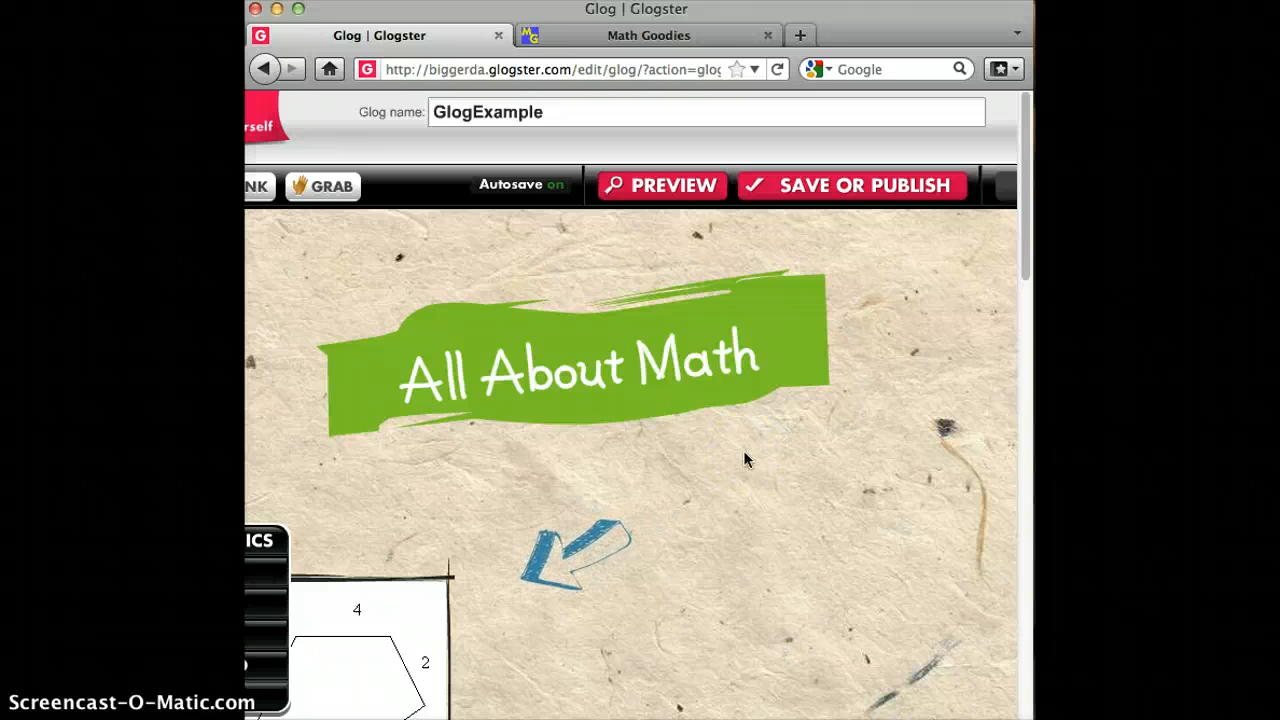 Glog | Glogster
G Glog | Glogster
MG Math Goodies
G http://biggerda.glogster.com/edit/glog/?action=glog
Google
rself
Glog name: GlogExample
NK
GRAB
Autosave on
PREVIEW
SAVE OR PUBLISH
All About Math
ICS
4
2
Screencast-O-Matic.com